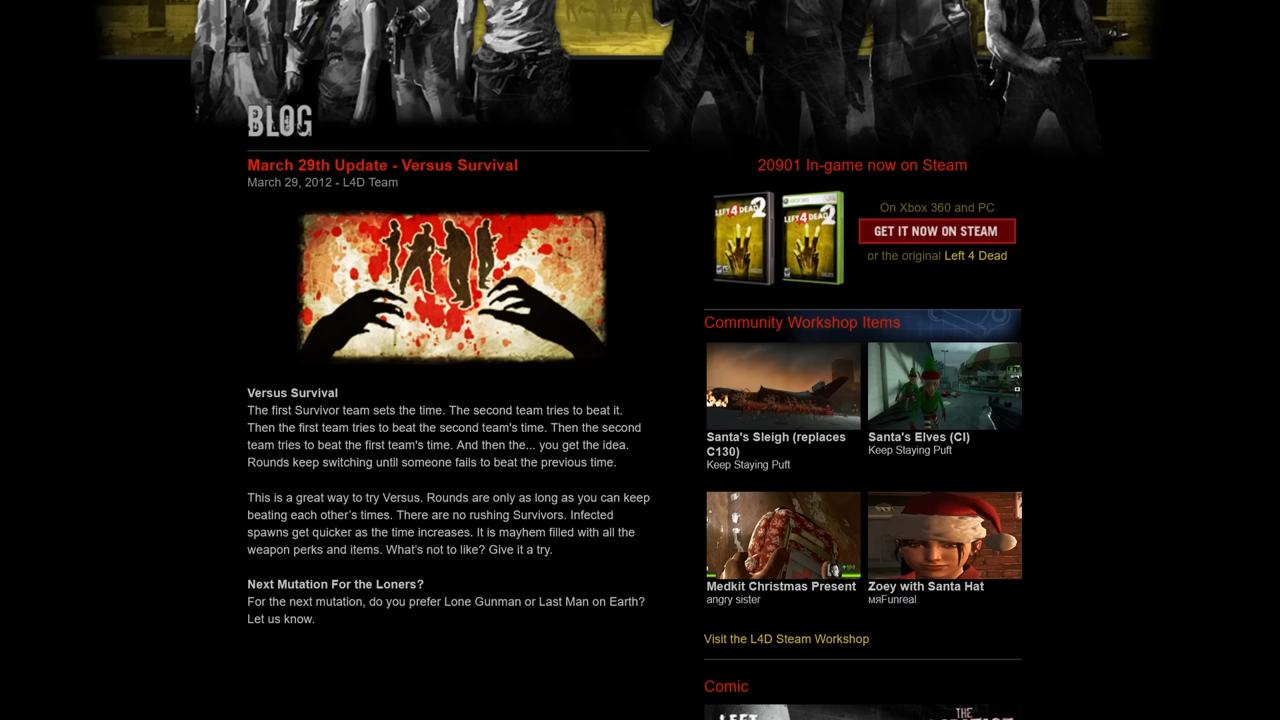 BLOG
March 29th Update - Versus Survival
March 29, 2012 - L4D Team
Versus Survival
The first Survivor team sets the time. The second team tries to beat it.
Then the first team tries to beat the second team's time. Then the second
team tries to beat the first team's time. And then the... you get the idea.
Rounds keep switching until someone fails to beat the previous time.
This is a great way to try Versus. Rounds are only as long as you can keep
beating each other’s times. There are no rushing Survivors. Infected
spawns get quicker as the time increases. It is mayhem filled with all the
weapon perks and items. What’s not to like? Give it a try.
Next Mutation For the Loners?
For the next mutation, do you prefer Lone Gunman or Last Man on Earth?
Let us know.
20901 In-game now on Steam
LEFT 4 DEAD 2
LEFT 4 DEAD 2
On Xbox 360 and PC
GET IT NOW ON STEAM
or the original Left 4 Dead
Community Workshop Items
Santa's Sleigh (replaces
C130)
Keep Staying Puft
Santa's Elves (CI)
Keep Staying Puft
Medkit Christmas Present
angry sister
Zoey with Santa Hat
мяFunreal
Visit the L4D Steam Workshop
Comic
LEFT
THE